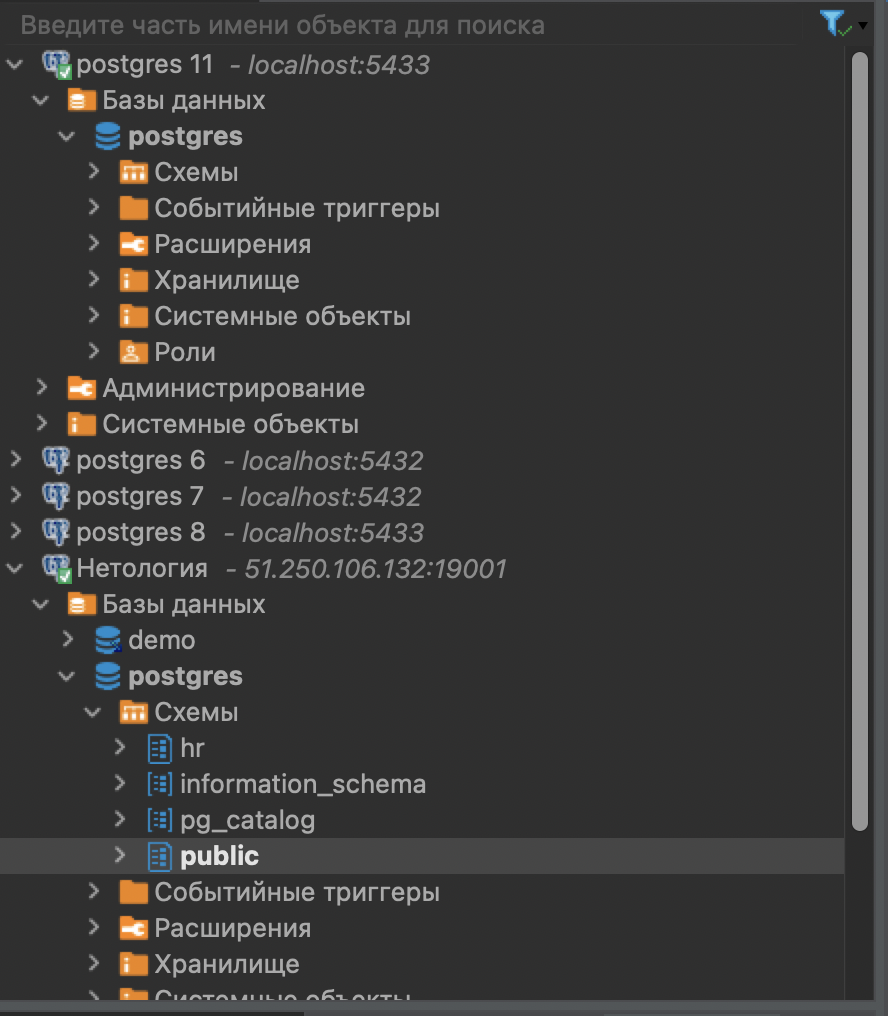 Введите часть имени объекта для поиска
postgres 11 - localhost:5433
Базы данных
postgres
Схемы
Событийные триггеры
Расширения
Хранилище
Системные объекты
Роли
Администрирование
Системные объекты
postgres 6 - localhost:5432
postgres 7 - localhost:5432
postgres 8 - localhost:5433
Нетология - 51.250.106.132:19001
Базы данных
demo
postgres
Схемы
hr
information_schema
pg_catalog
public
Событийные триггеры
Расширения
Хранилище
Системные объекты